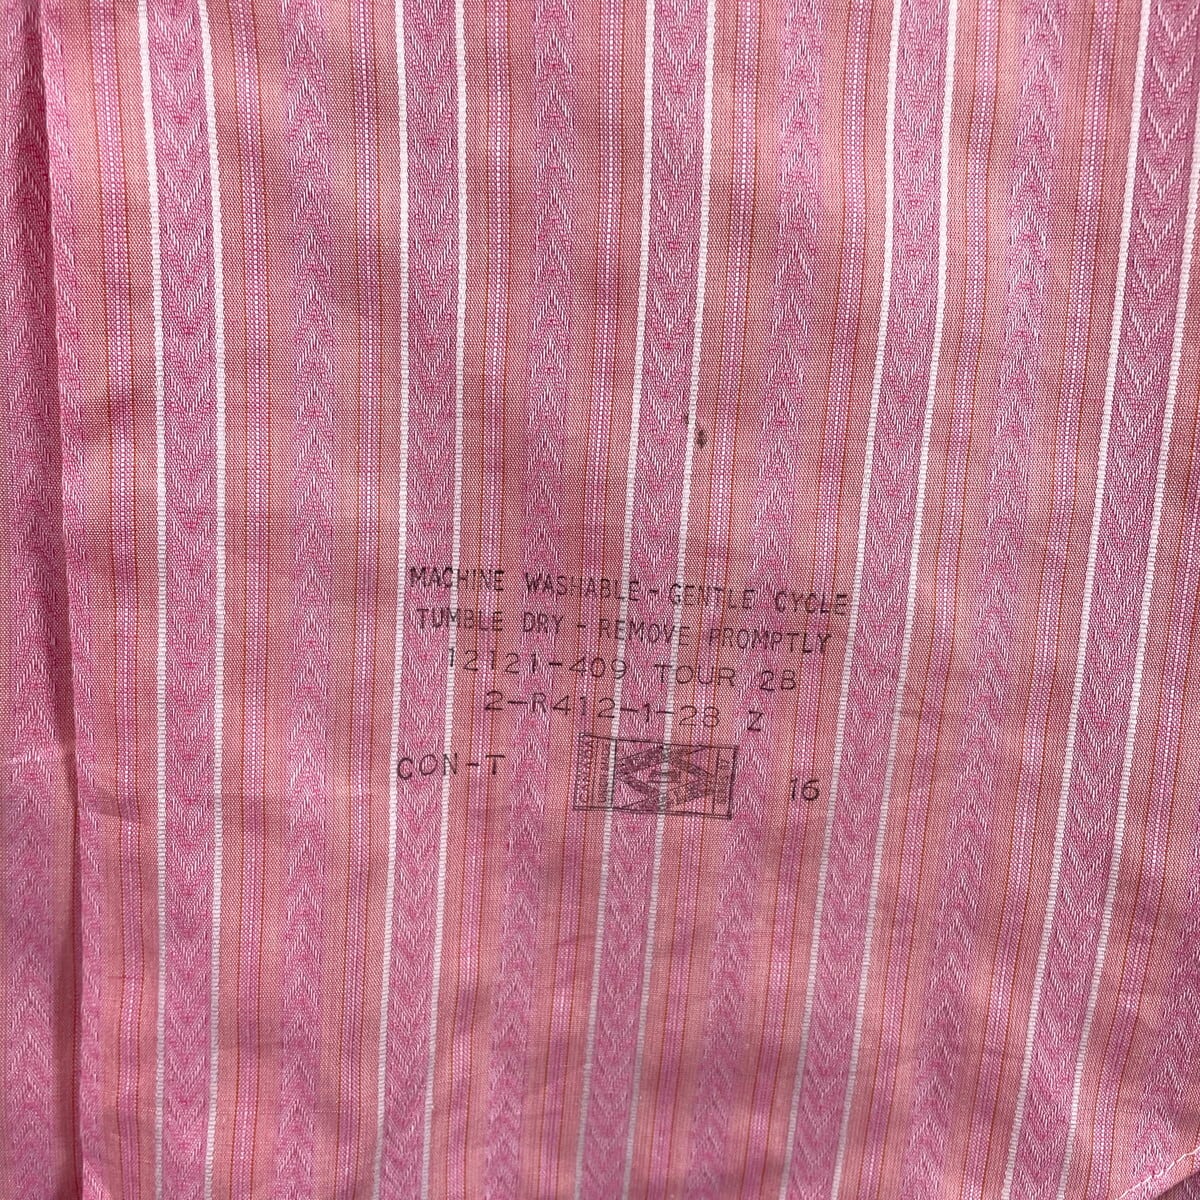 MACHINE WASHABLE - GENTLE CYCLE
TUMBLE DRY - REMOVE PROMPTLY
12121-409 TOUR 2B
2-R412-1-28 Z
CON-T
16